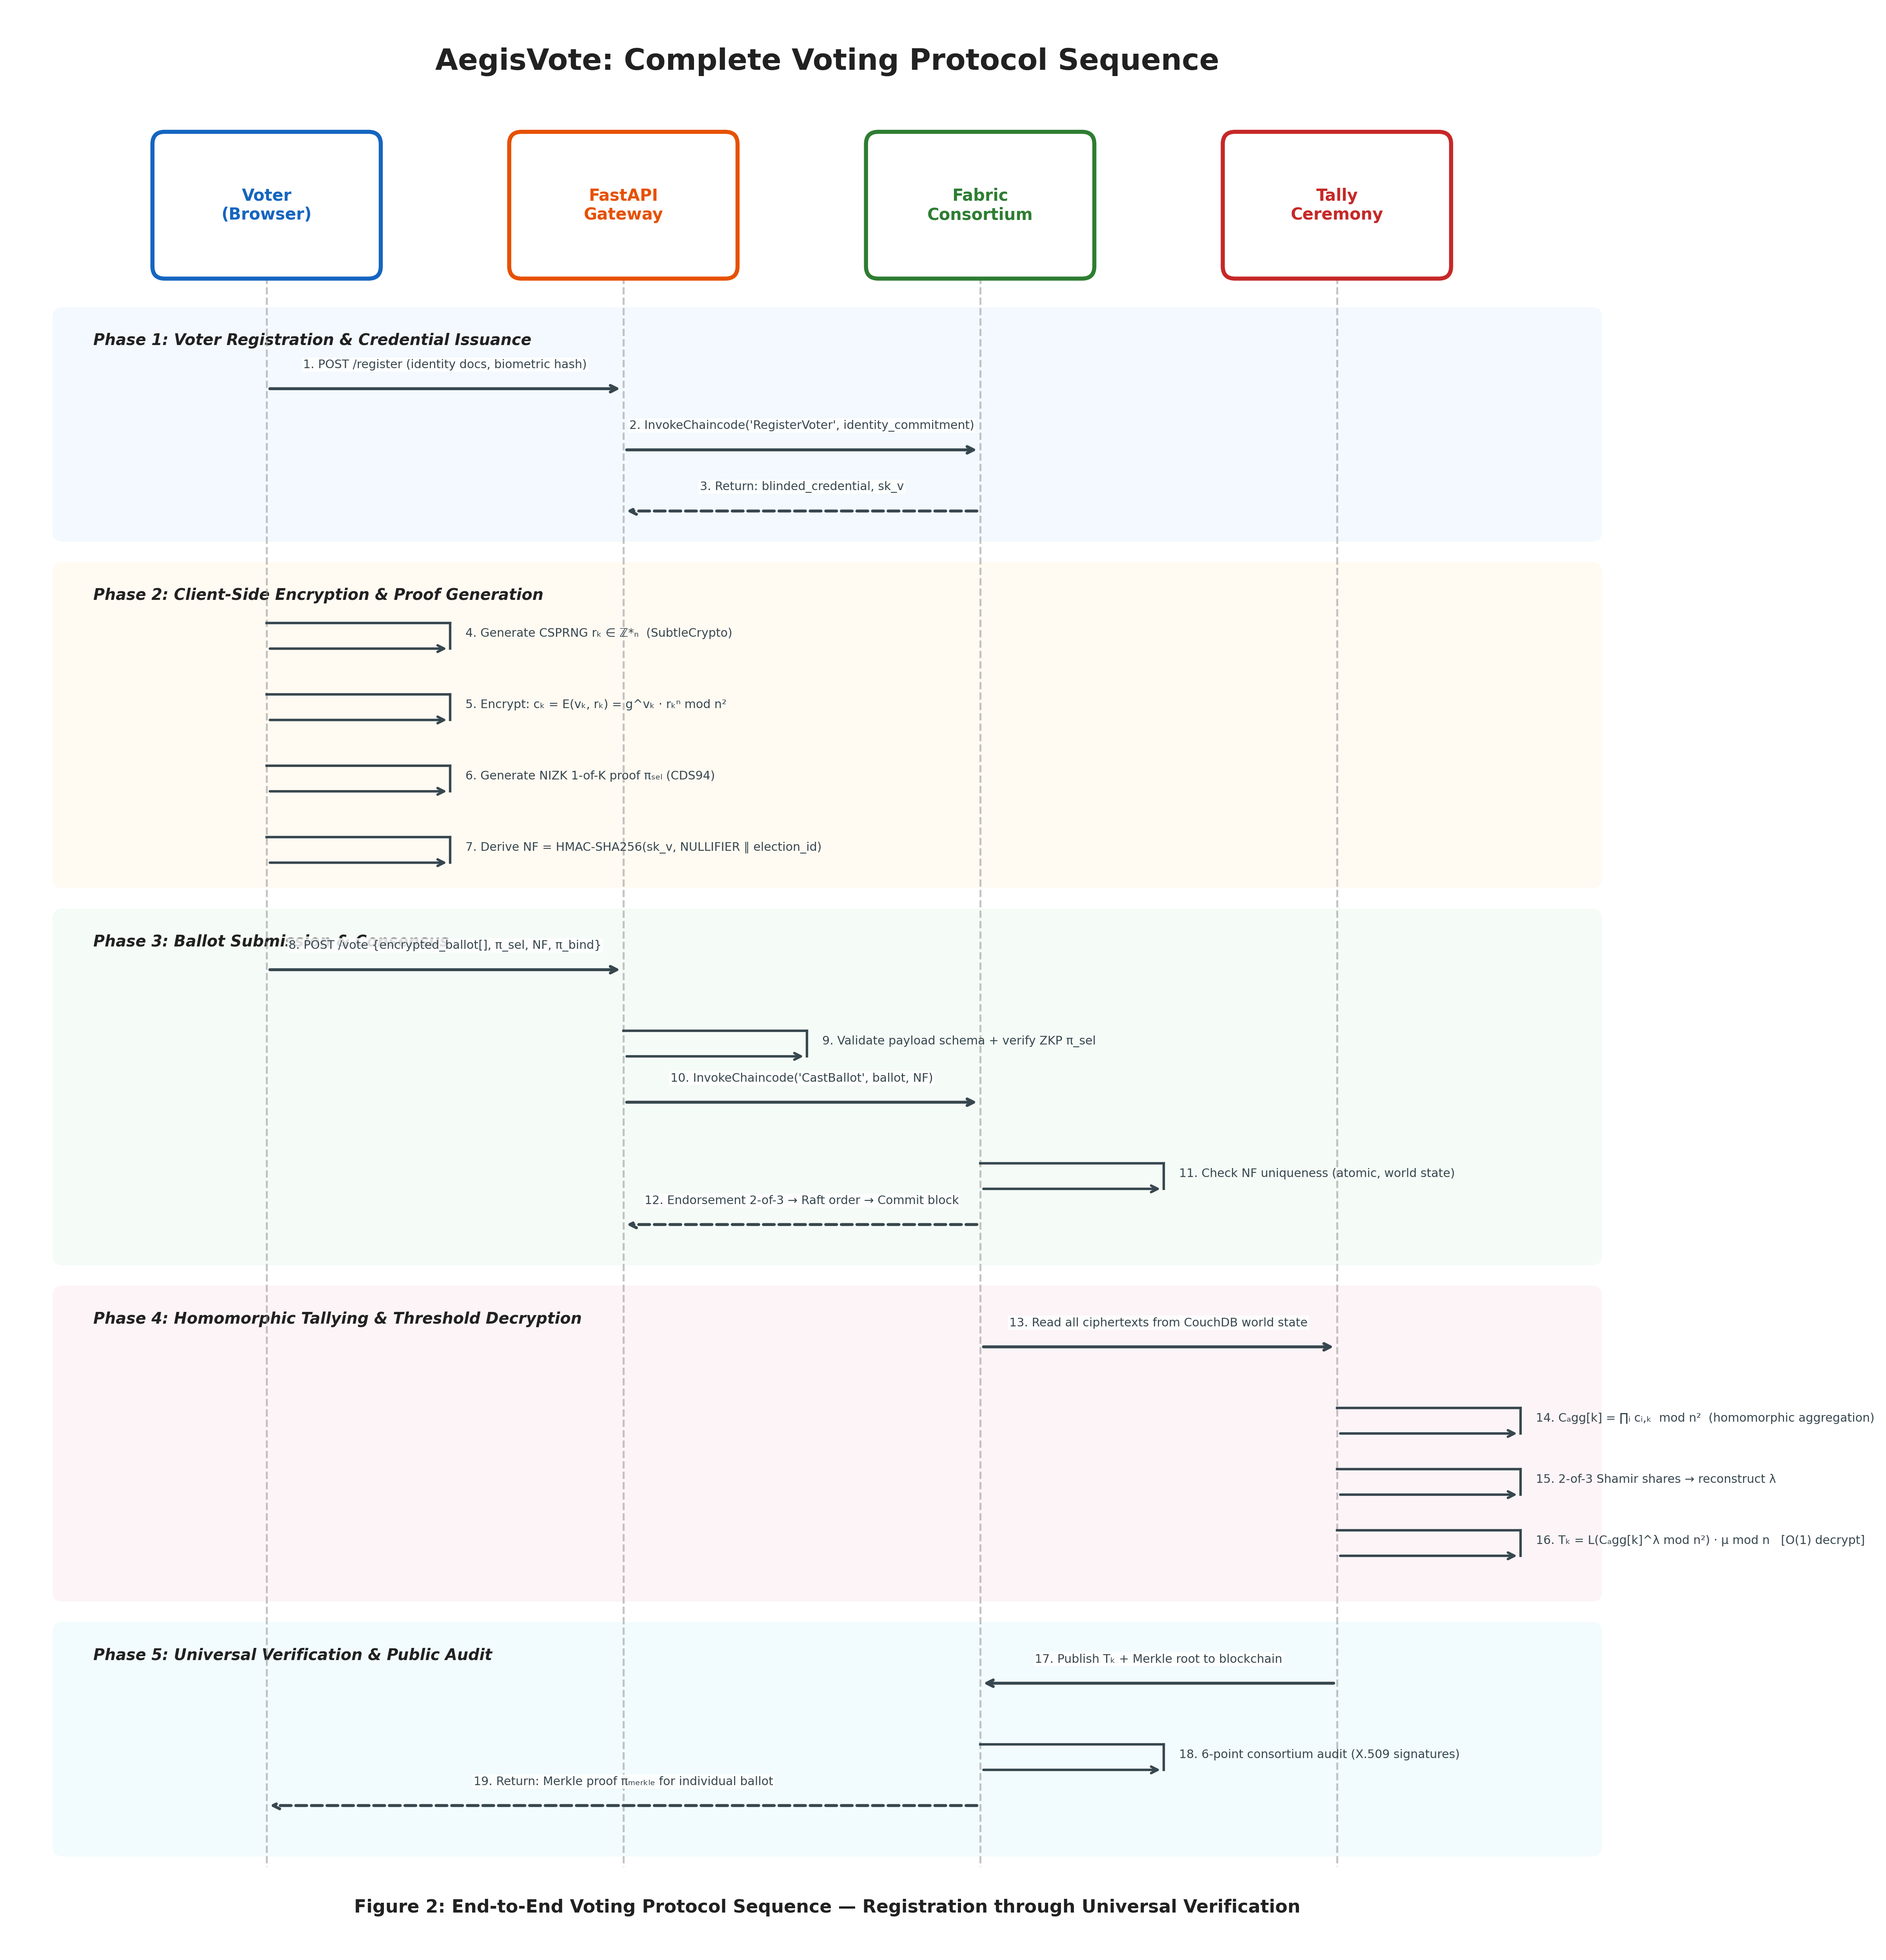 AegisVote: Complete Voting Protocol Sequence
Voter
(Browser)
FastAPI
Gateway
Fabric
Consortium
Tally
Ceremony
Phase 1: Voter Registration & Credential Issuance
1. POST /register (identity docs, biometric hash)
2. InvokeChaincode('RegisterVoter', identity_commitment)
3. Return: blinded_credential, sk_v
Phase 2: Client-Side Encryption & Proof Generation
4. Generate CSPRNG rₖ ∈ ℤ*ₙ  (SubtleCrypto)
5. Encrypt: cₖ = E(vₖ, rₖ) = g^vₖ · rₖⁿ mod n²
6. Generate NIZK 1-of-K proof πₛₑₗ (CDS94)
7. Derive NF = HMAC-SHA256(sk_v, NULLIFIER ‖ election_id)
Phase 3: Ballot Submission & Consensus
8. POST /vote {encrypted_ballot[], π_sel, NF, π_bind}
9. Validate payload schema + verify ZKP π_sel
10. InvokeChaincode('CastBallot', ballot, NF)
11. Check NF uniqueness (atomic, world state)
12. Endorsement 2-of-3 → Raft order → Commit block
Phase 4: Homomorphic Tallying & Threshold Decryption
13. Read all ciphertexts from CouchDB world state
14. Cₐgg[k] = ∏ᵢ cᵢ,ₖ  mod n²  (homomorphic aggregation)
15. 2-of-3 Shamir shares → reconstruct λ
16. Tₖ = L(Cₐgg[k]^λ mod n²) · μ mod n   [O(1) decrypt]
Phase 5: Universal Verification & Public Audit
17. Publish Tₖ + Merkle root to blockchain
18. 6-point consortium audit (X.509 signatures)
19. Return: Merkle proof πₘₑᵣₖₗₑ for individual ballot
Figure 2: End-to-End Voting Protocol Sequence — Registration through Universal Verification